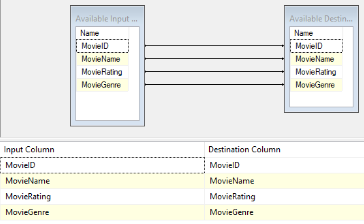 Available Input ...
Name
MovieID
MovieName
MovieRating
MovieGenre
Available Destin...
Name
MovieID
MovieName
MovieRating
MovieGenre
Input Column Destination Column
MovieID MovieID
MovieName MovieName
MovieRating MovieRating
MovieGenre MovieGenre